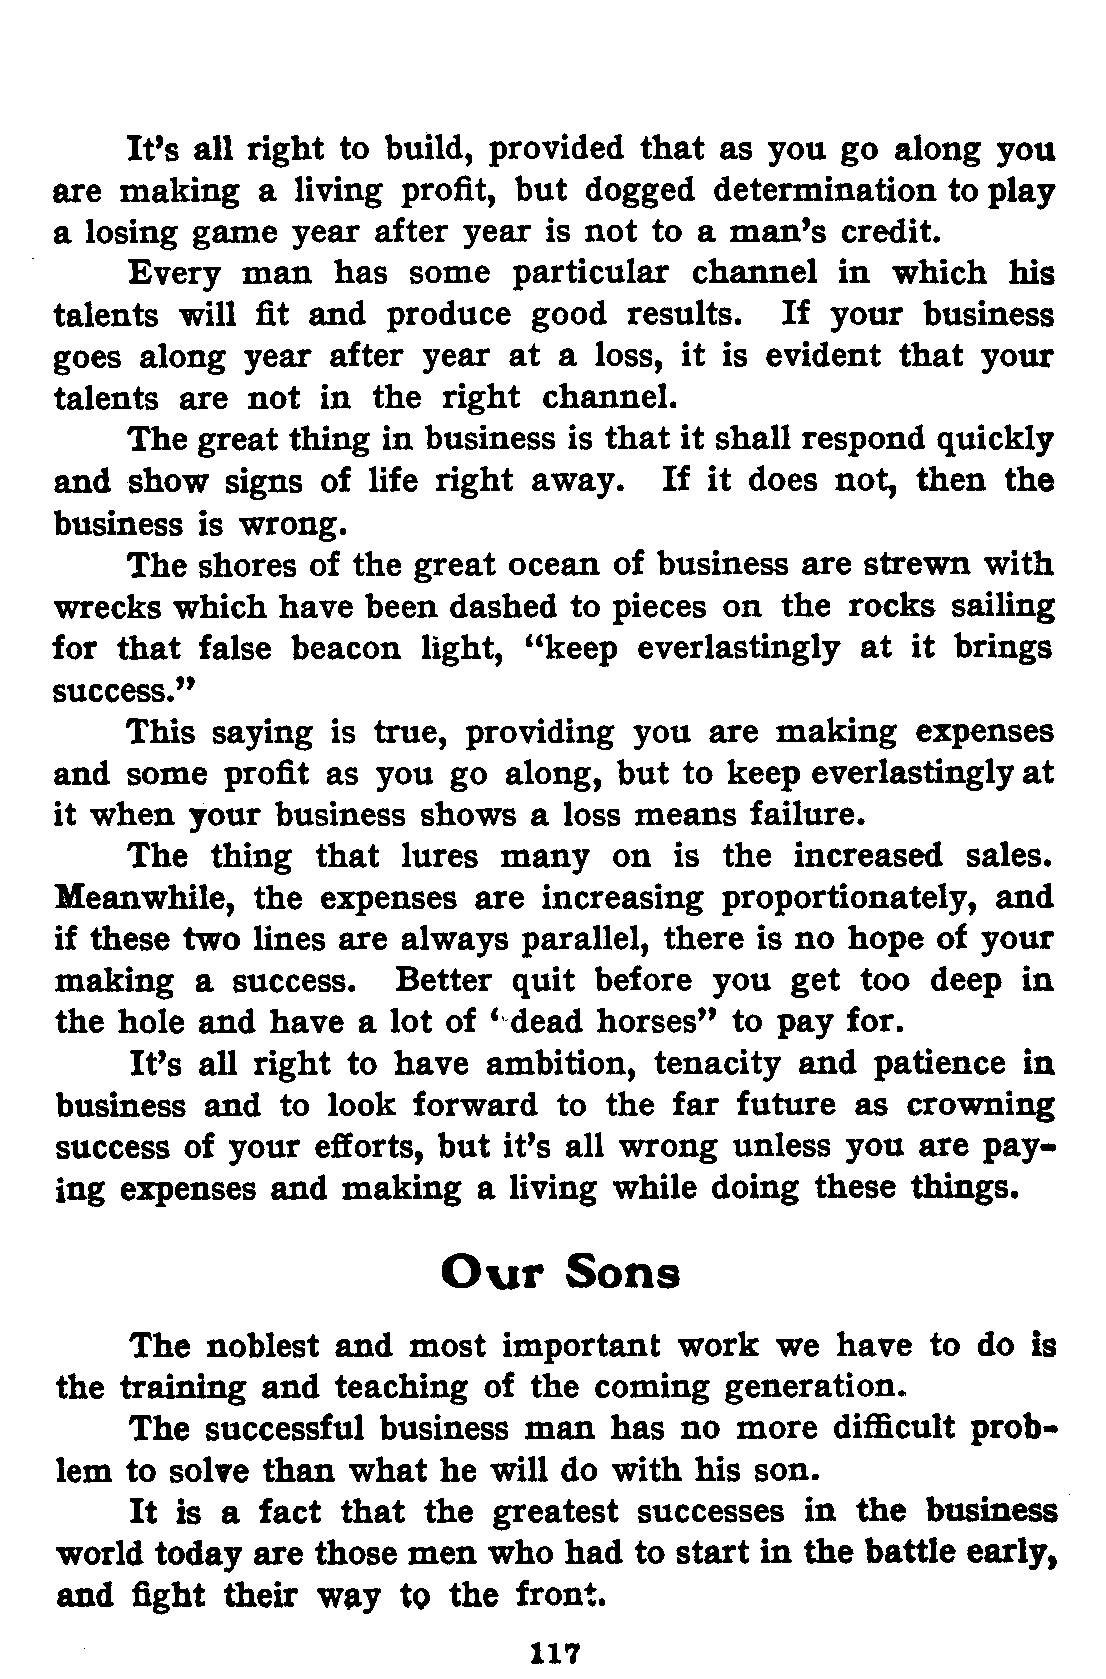 It's all right to build, provided that as you go along you
are making a living profit, but dogged determination to play
a losing game year after year is not to a man's credit.
Every man has some particular channel in which his
talents will fit and produce good results. If your business
goes along year after year at a loss, it is evident that your
talents are not in the right channel.
The great thing in business is that it shall respond quickly
and show signs of life right away. If it does not, then the
business is wrong.
The shores of the great ocean of business are strewn with
wrecks which have been dashed to pieces on the rocks sailing
for that false beacon light, “keep everlastingly at it brings
success.”
This saying is true, providing you are making expenses
and some profit as you go along, but to keep everlastingly at
it when your business shows a loss means failure.
The thing that lures many on is the increased sales.
Meanwhile, the expenses are increasing proportionately, and
if these two lines are always parallel, there is no hope of your
making a success. Better quit before you get too deep in
the hole and have a lot of “dead horses” to pay for.
It's all right to have ambition, tenacity and patience in
business and to look forward to the far future as crowning
success of your efforts, but it's all wrong unless you are pay-
ing expenses and making a living while doing these things.
Our Sons
The noblest and most important work we have to do is
the training and teaching of the coming generation.
The successful business man has no more difficult prob-
lem to solve than what he will do with his son.
It is a fact that the greatest successes in the business
world today are those men who had to start in the battle early,
and fight their way to the front.
117